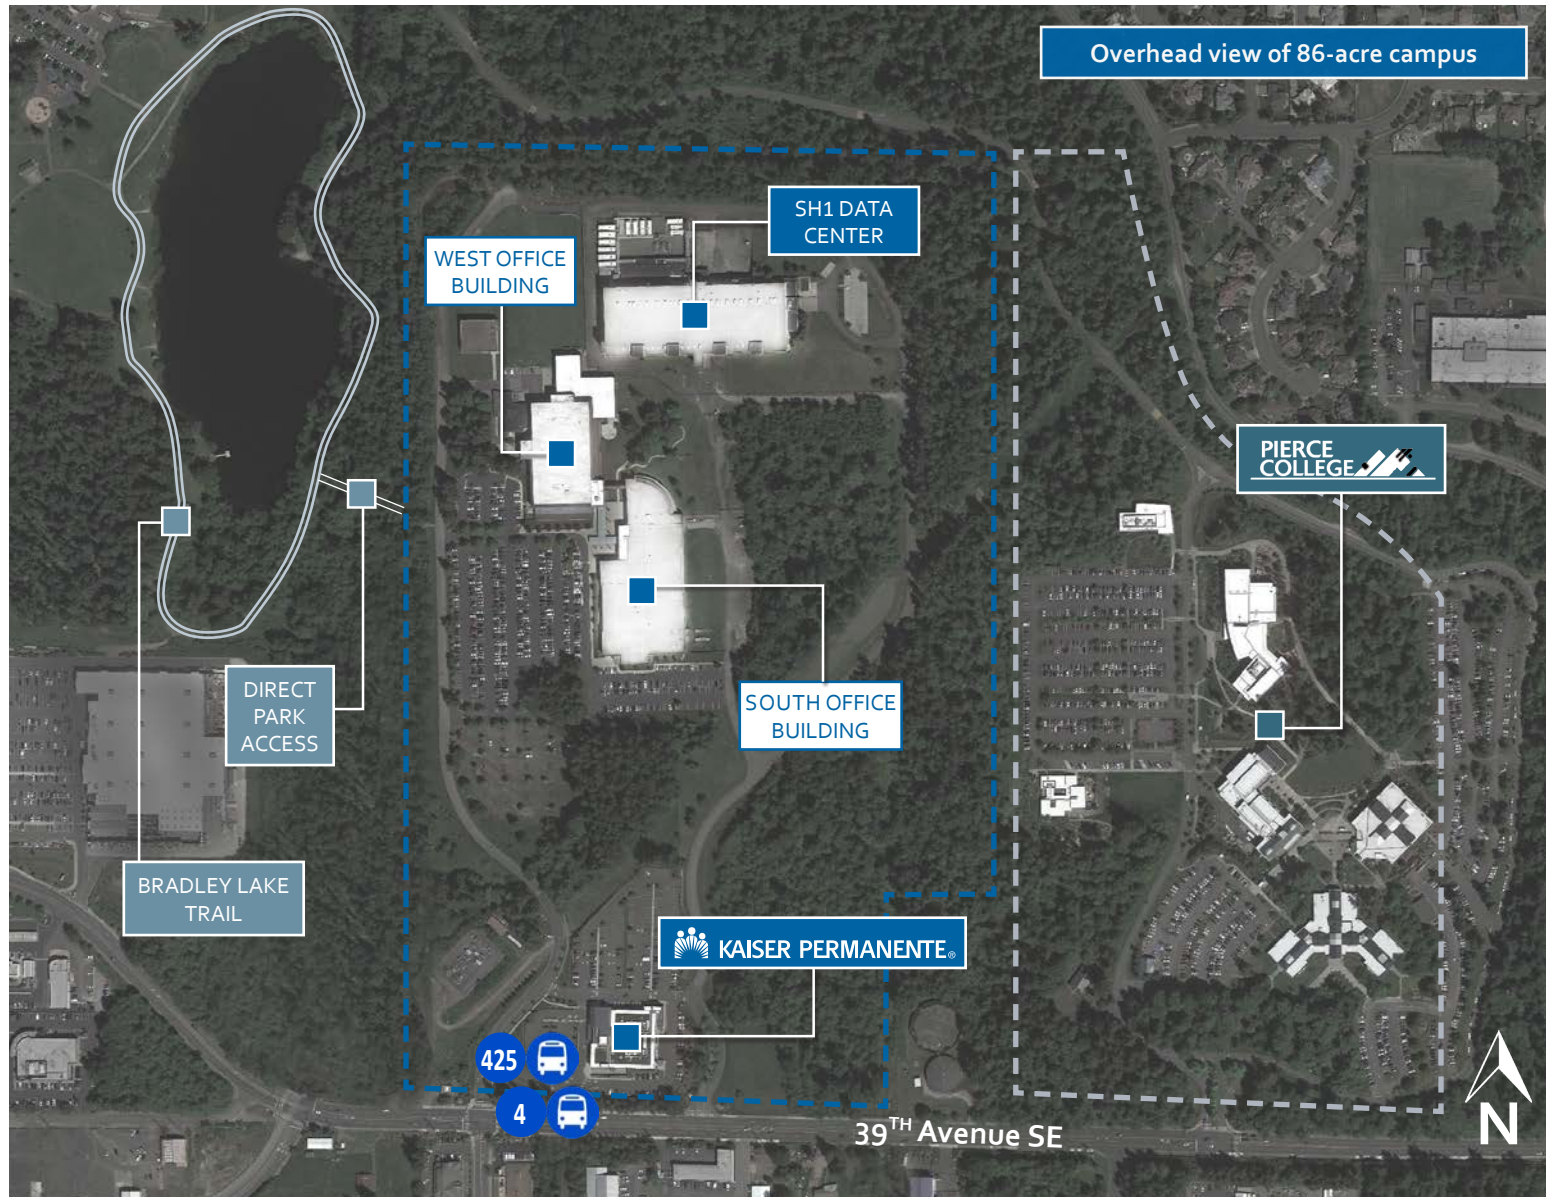 Overhead view of 86-acre campus
SH1 DATA
CENTER
WEST OFFICE
BUILDING
PIERCE
COLLEGE
DIRECT
PARK
ACCESS
SOUTH OFFICE
BUILDING
BRADLEY LAKE
TRAIL
KAISER PERMANENTE®
425
4
39TH Avenue SE
N